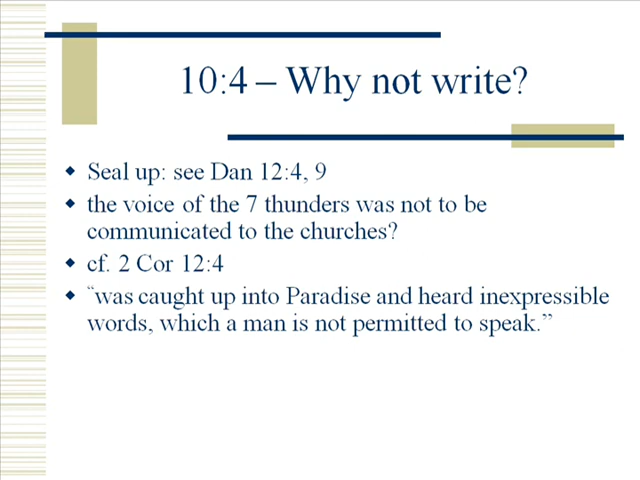 10:4 – Why not write?
Seal up: see Dan 12:4, 9
the voice of the 7 thunders was not to be
communicated to the churches?
cf. 2 Cor 12:4
“was caught up into Paradise and heard inexpressible
words, which a man is not permitted to speak.”